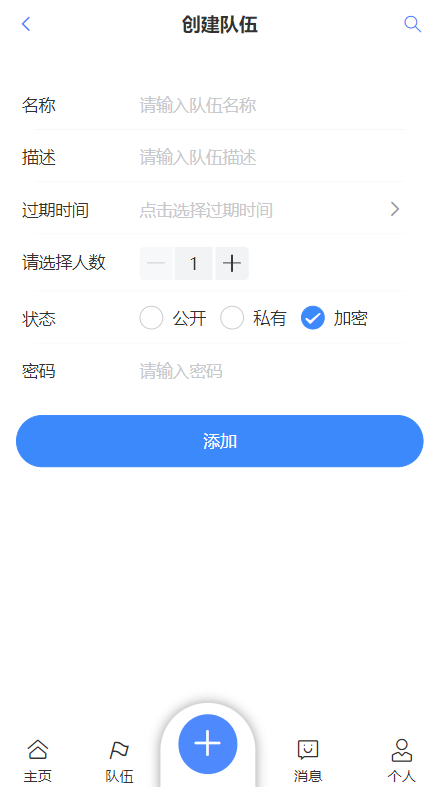 创建队伍
名称 请输入队伍名称
描述 请输入队伍描述
过期时间 点击选择过期时间
请选择人数 1
状态 公开 私有 加密
密码 请输入密码
添加
主页 队伍 消息 个人